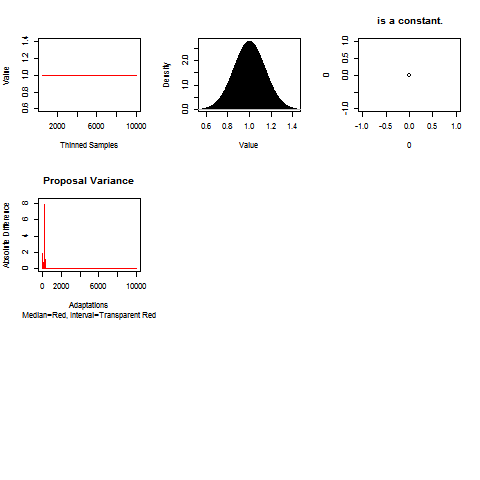 is a constant.
Value
0.6 0.8 1.0 1.2 1.4
2000 6000 10000
Thinned Samples
Density
0.0 1.0 2.0
0.6 0.8 1.0 1.2 1.4
Value
0
-1.0 0.0 0.5 1.0
-1.0 -0.5 0.0 0.5 1.0
0
Proposal Variance
Absolute Difference
0 2 4 6 8
0 2000 6000 10000
Adaptations
Median=Red, Interval=Transparent Red